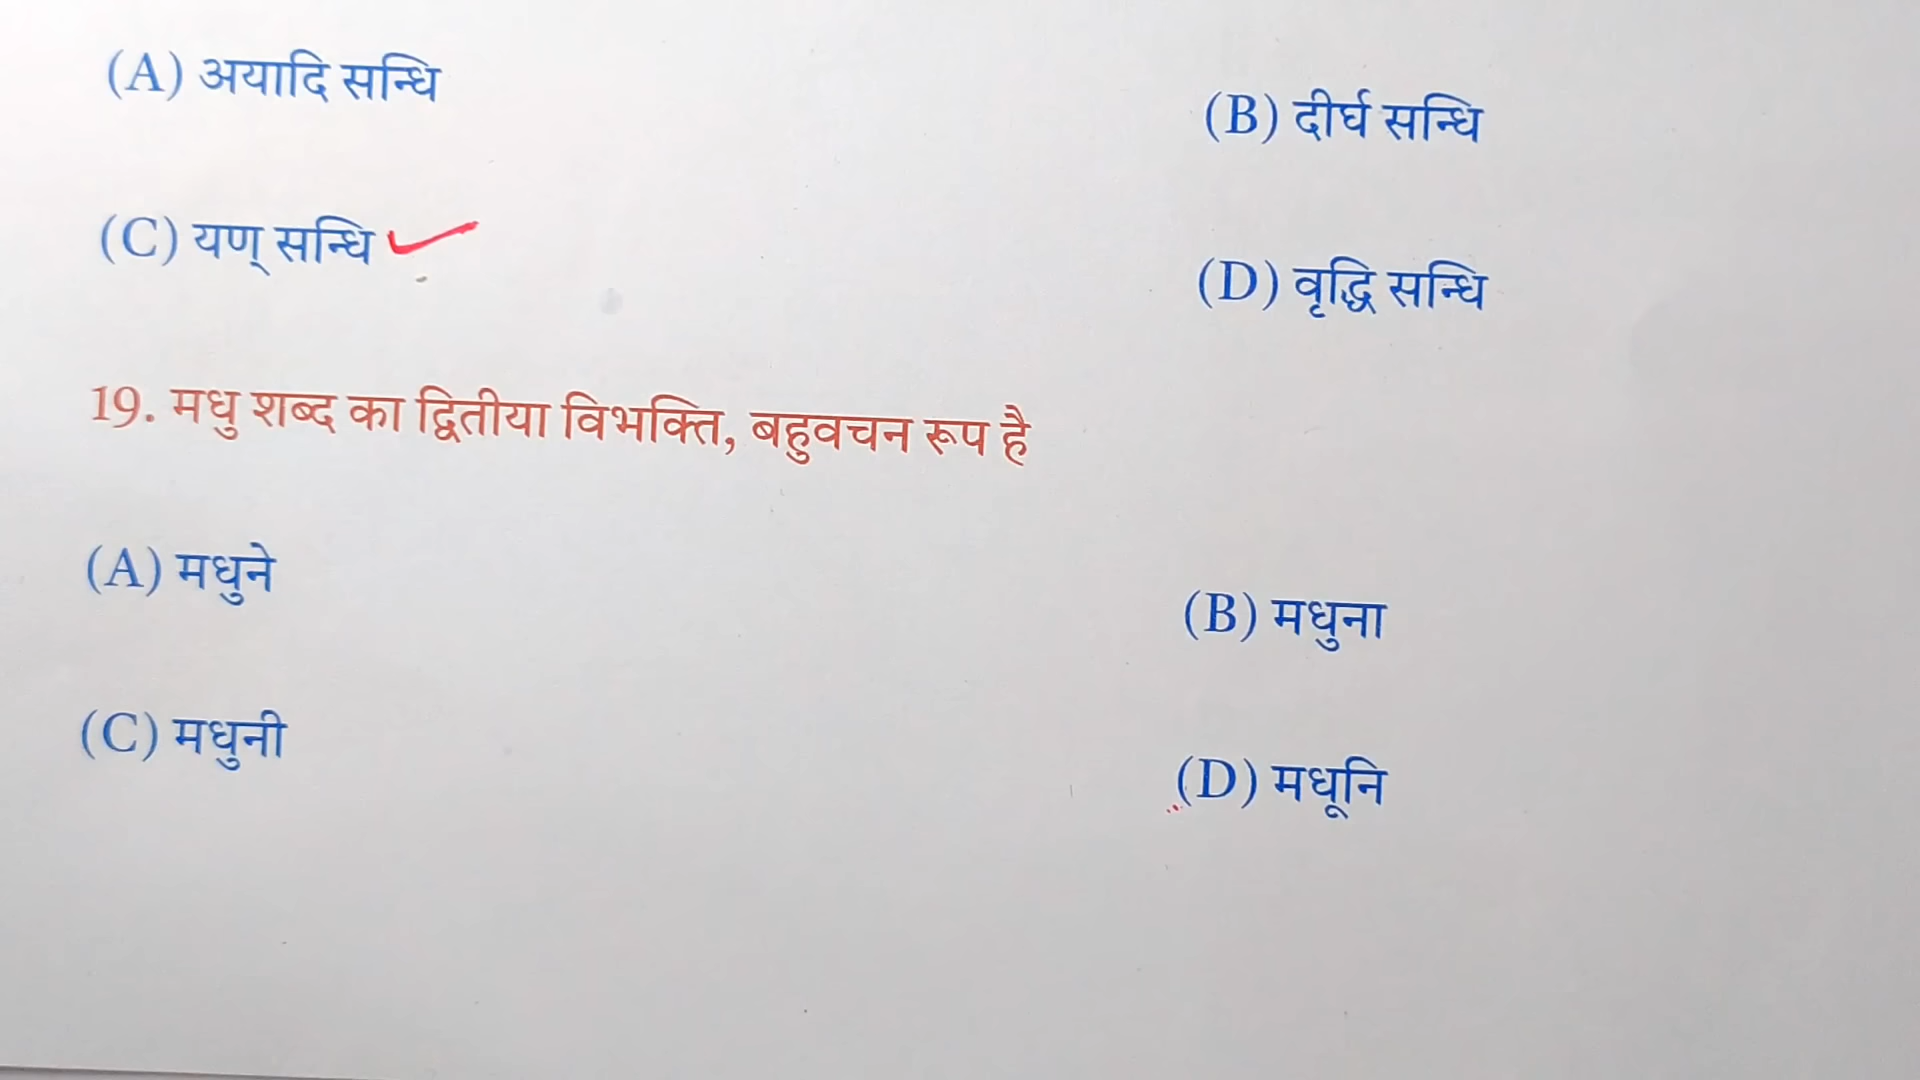 (A) अयादि सन्धि
(B) दीर्घ सन्धि
(C) यण् सन्धि
(D) वृद्धि सन्धि
19. मधु शब्द का द्वितीया विभक्ति, बहुवचन रूप है
(A) मधुने
(B) मधुना
(C) मधुनी
(D) मधूनि